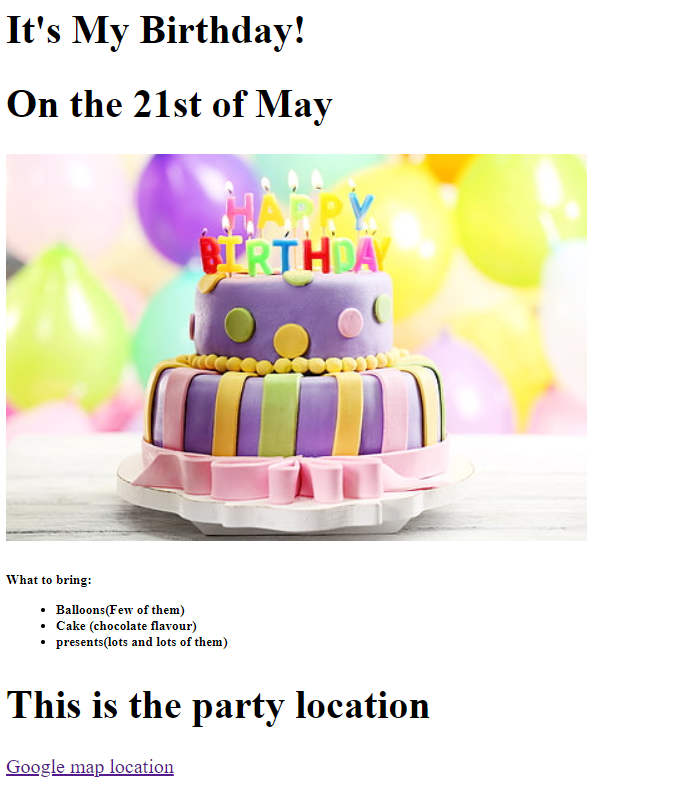 It's My Birthday!
On the 21st of May
HAPPY
BIRTHDAY
What to bring:
Balloons(Few of them)
Cake (chocolate flavour)
presents(lots and lots of them)
This is the party location
Google map location